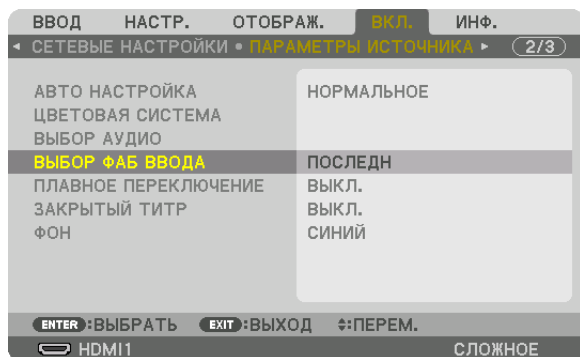 ВВОД НАСТР. ОТОБРАЖ. ВКЛ. ИНФ.
◂ СЕТЕВЫЕ НАСТРОЙКИ • ПАРАМЕТРЫ ИСТОЧНИКА ▸ 2/3
АВТО НАСТРОЙКА НОРМАЛЬНОЕ
ЦВЕТОВАЯ СИСТЕМА
ВЫБОР АУДИО
ВЫБОР ФАБ ВВОДА ПОСЛЕДН
ПЛАВНОЕ ПЕРЕКЛЮЧЕНИЕ ВЫКЛ.
ЗАКРЫТЫЙ ТИТР ВЫКЛ.
ФОН СИНИЙ
ENTER :ВЫБРАТЬ EXIT :ВЫХОД ⬍:ПЕРЕМ.
HDMI1 СЛОЖНОЕ